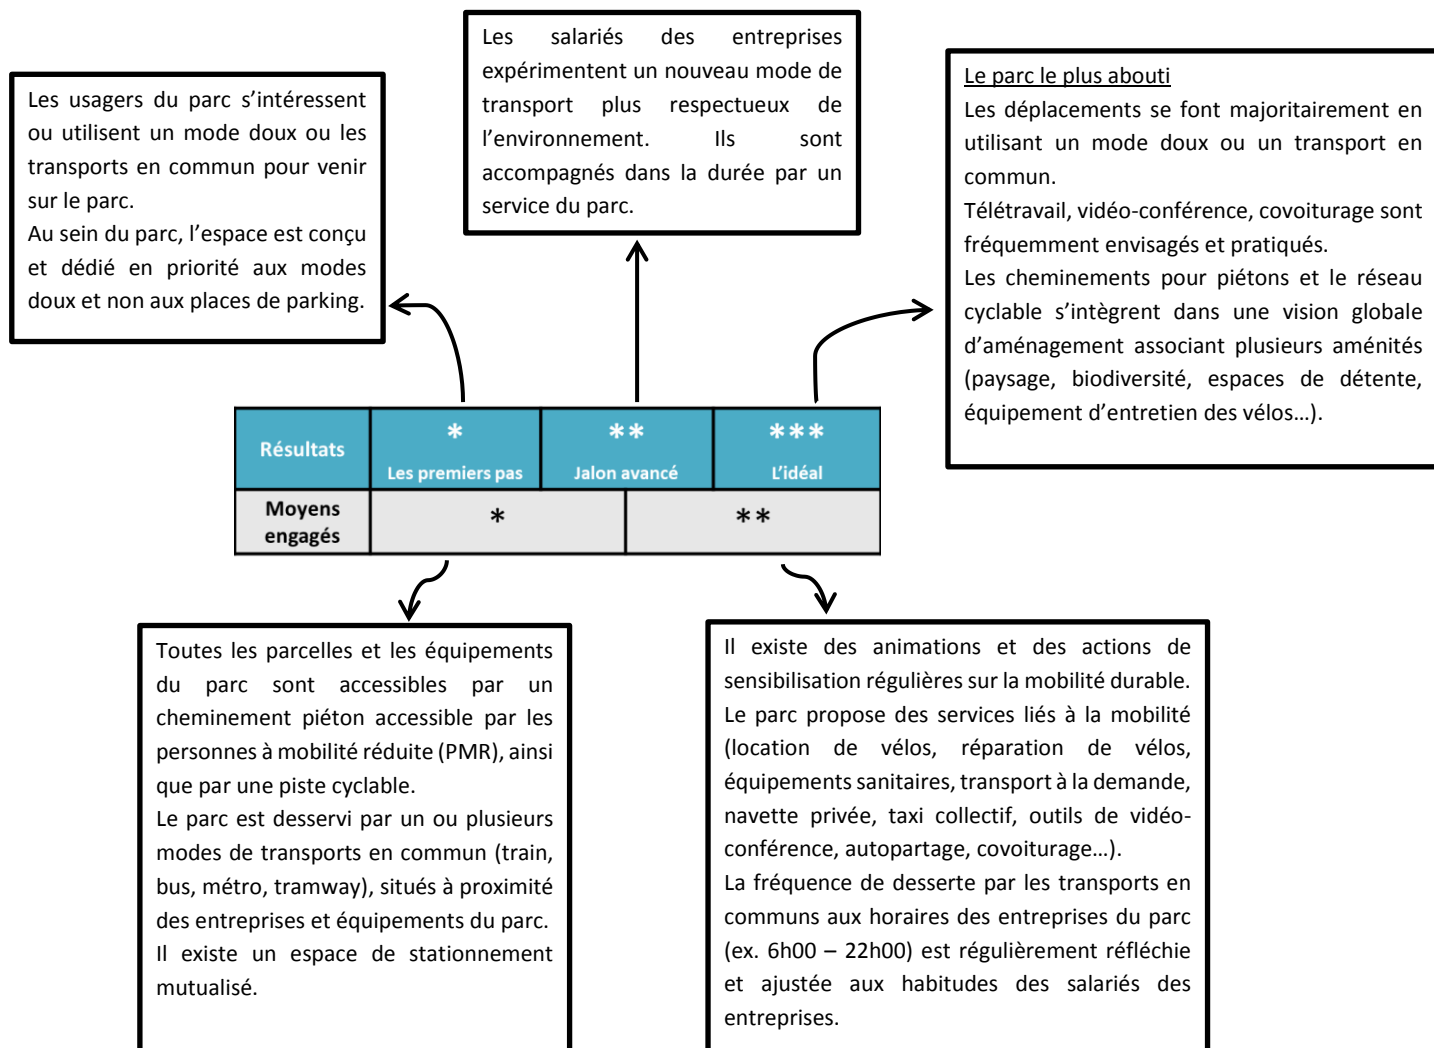 Les usagers du parc s’intéressent
ou utilisent un mode doux ou les
transports en commun pour venir
sur le parc.
Au sein du parc, l’espace est conçu
et dédié en priorité aux modes
doux et non aux places de parking.
Les salariés des entreprises
expérimentent un nouveau mode de
transport plus respectueux de
l’environnement. Ils sont
accompagnés dans la durée par un
service du parc.
Le parc le plus abouti
Les déplacements se font majoritairement en
utilisant un mode doux ou un transport en
commun.
Télétravail, vidéo-conférence, covoiturage sont
fréquemment envisagés et pratiqués.
Les cheminements pour piétons et le réseau
cyclable s’intègrent dans une vision globale
d’aménagement associant plusieurs aménités
(paysage, biodiversité, espaces de détente,
équipement d’entretien des vélos…).
Résultats
*
Les premiers pas
**
Jalon avancé
***
L’idéal
Moyens
engagés
*
**
Toutes les parcelles et les équipements
du parc sont accessibles par un
cheminement piéton accessible par les
personnes à mobilité réduite (PMR), ainsi
que par une piste cyclable.
Le parc est desservi par un ou plusieurs
modes de transports en commun (train,
bus, métro, tramway), situés à proximité
des entreprises et équipements du parc.
Il existe un espace de stationnement
mutualisé.
Il existe des animations et des actions de
sensibilisation régulières sur la mobilité durable.
Le parc propose des services liés à la mobilité
(location de vélos, réparation de vélos,
équipements sanitaires, transport à la demande,
navette privée, taxi collectif, outils de vidéo-
conférence, autopartage, covoiturage…).
La fréquence de desserte par les transports en
communs aux horaires des entreprises du parc
(ex. 6h00 – 22h00) est régulièrement réfléchie
et ajustée aux habitudes des salariés des
entreprises.